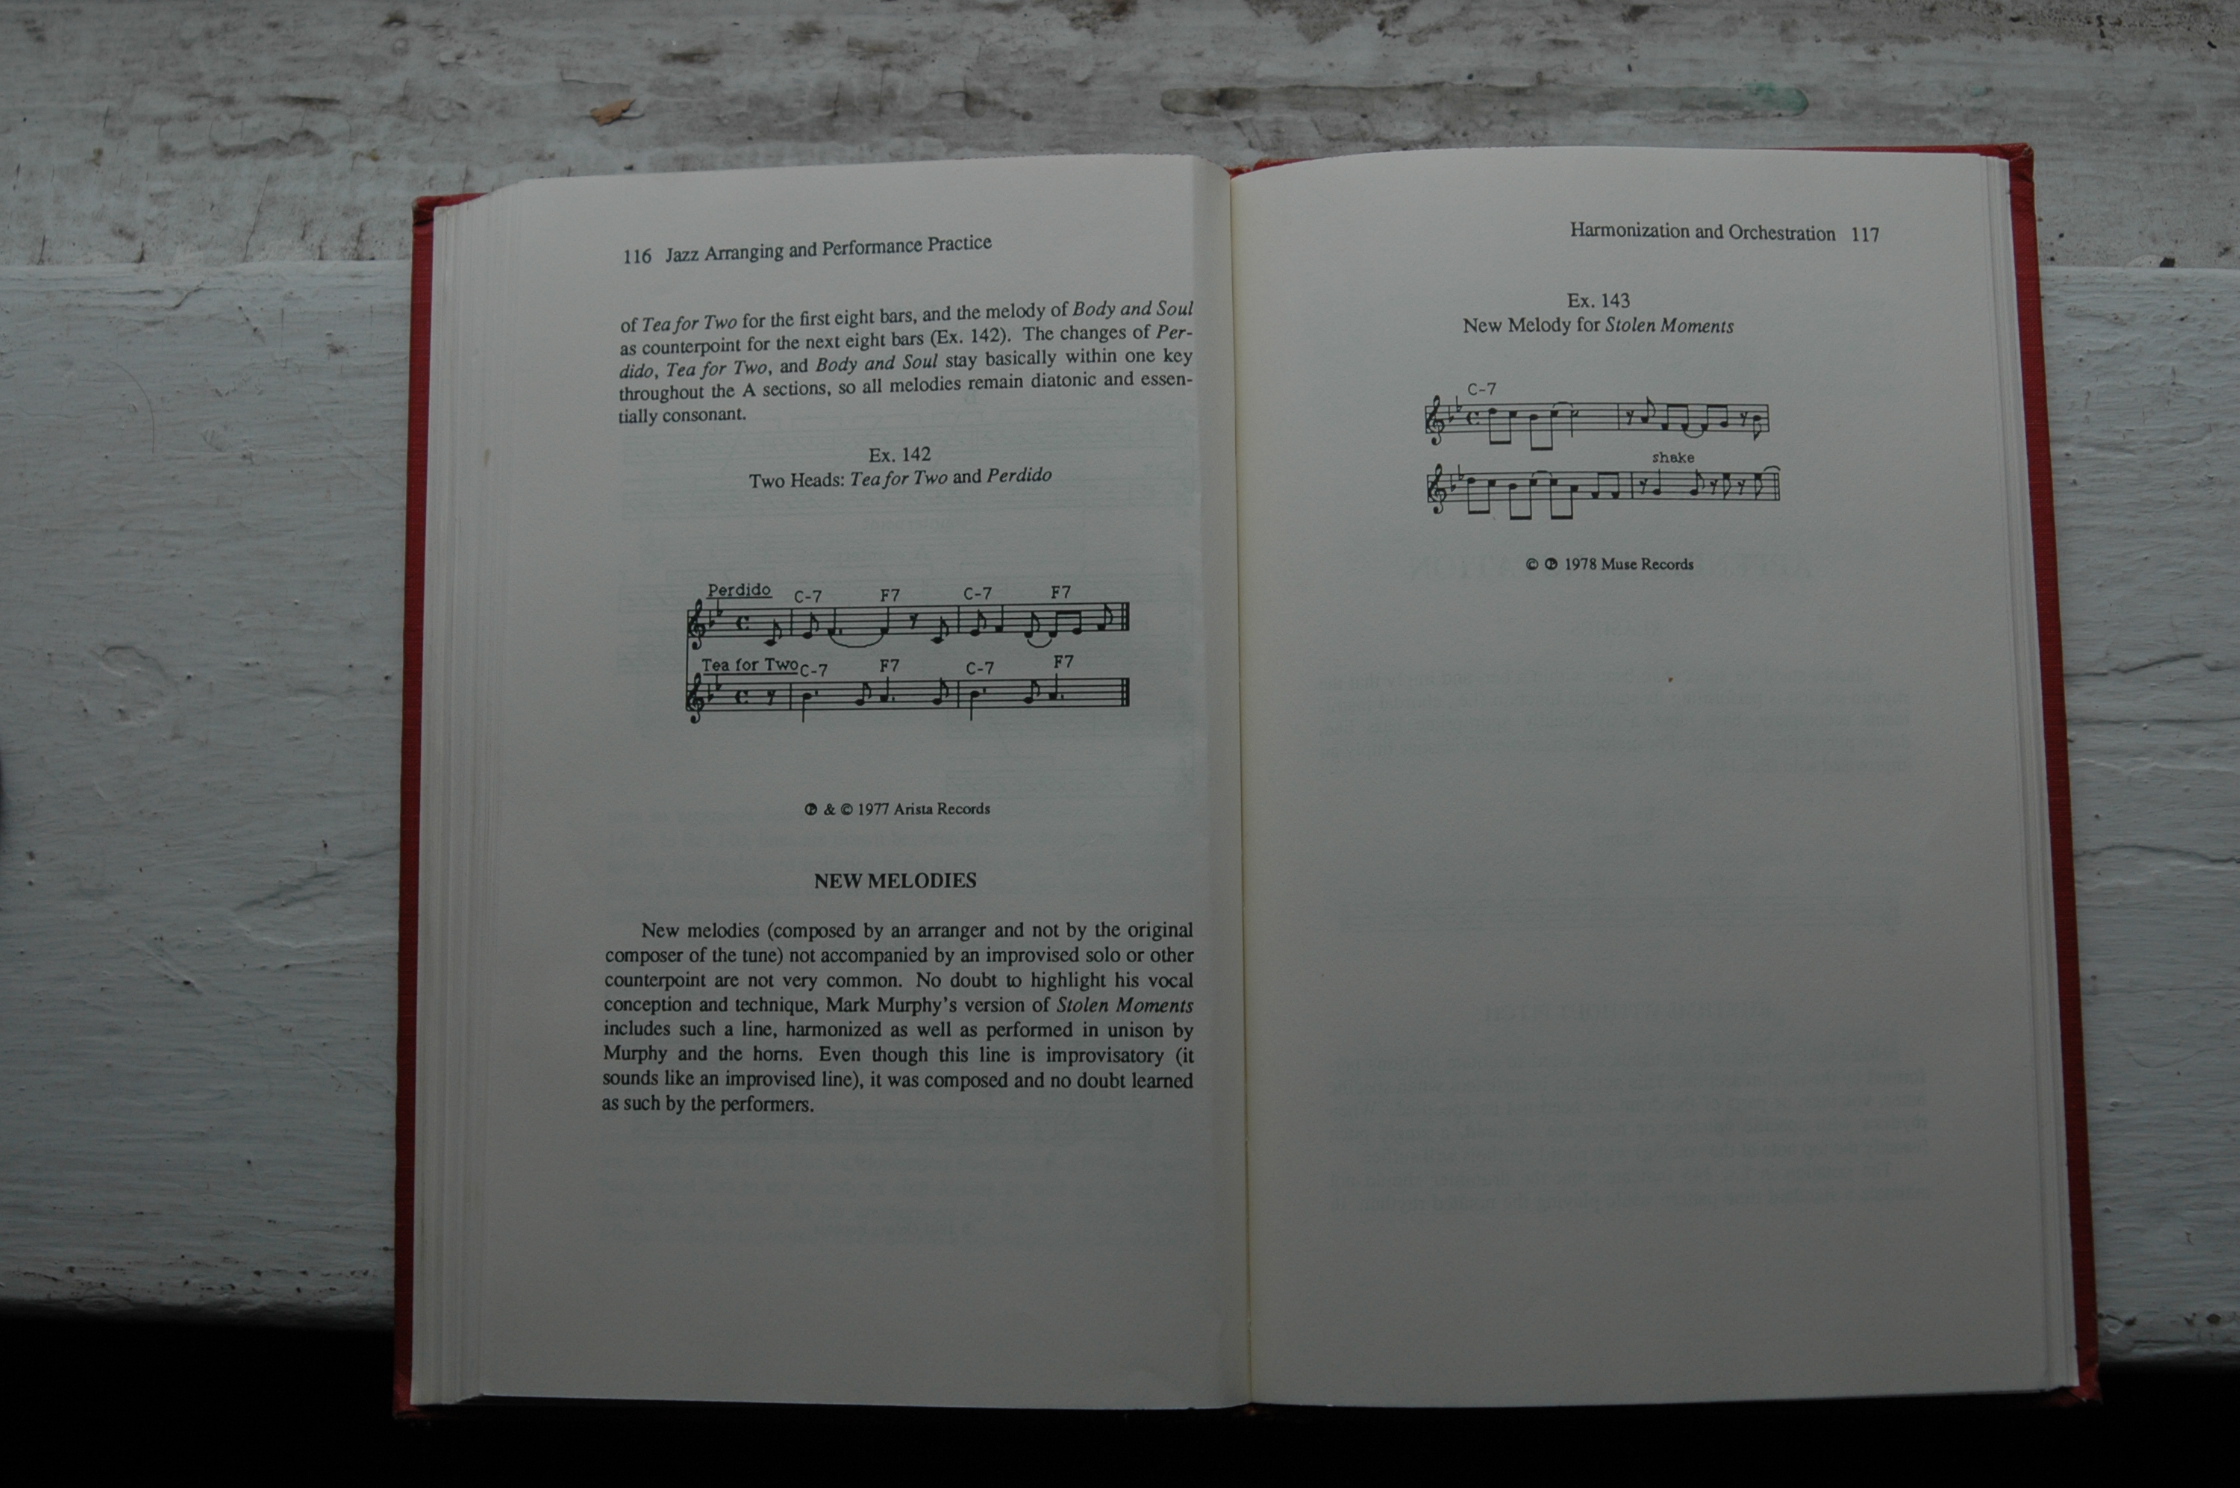 116 Jazz Arranging and Performance Practice
of Tea for Two for the first eight bars, and the melody of Body and Soul
as counterpoint for the next eight bars (Ex. 142). The changes of Per-
dido, Tea for Two, and Body and Soul stay basically within one key
throughout the A sections, so all melodies remain diatonic and essen-
tially consonant.
Ex. 142
Two Heads: Tea for Two and Perdido
Perdido C-7 F7 C-7 F7
Tea for Two C-7 F7 C-7 F7
℗ & © 1977 Arista Records
NEW MELODIES
New melodies (composed by an arranger and not by the original
composer of the tune) not accompanied by an improvised solo or other
counterpoint are not very common. No doubt to highlight his vocal
conception and technique, Mark Murphy's version of Stolen Moments
includes such a line, harmonized as well as performed in unison by
Murphy and the horns. Even though this line is improvisatory (it
sounds like an improvised line), it was composed and no doubt learned
as such by the performers.
Harmonization and Orchestration 117
Ex. 143
New Melody for Stolen Moments
C-7
shake
© ℗ 1978 Muse Records